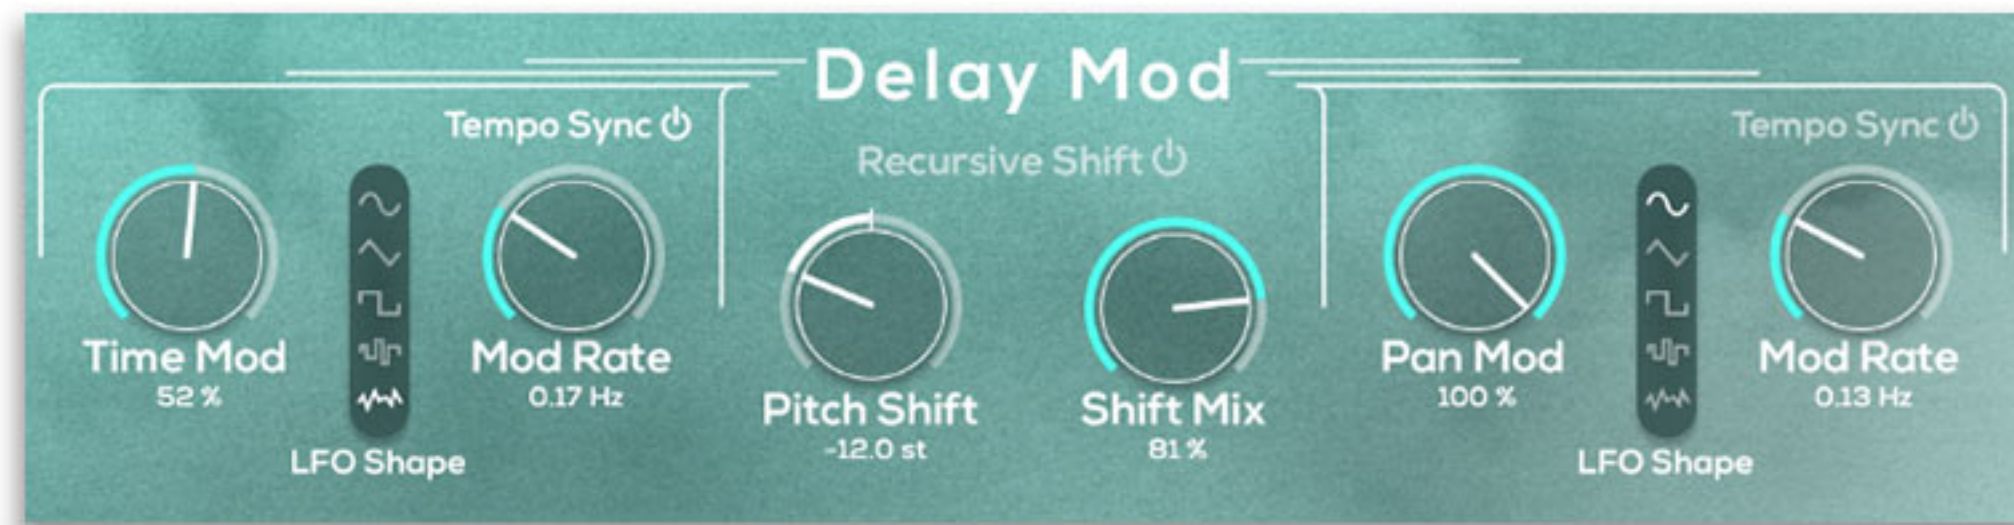 Delay Mod
Tempo Sync
Time Mod
52 %
LFO Shape
Mod Rate
0.17 Hz
Recursive Shift
Pitch Shift
-12.0 st
Shift Mix
81 %
Tempo Sync
Pan Mod
100 %
LFO Shape
Mod Rate
0.13 Hz